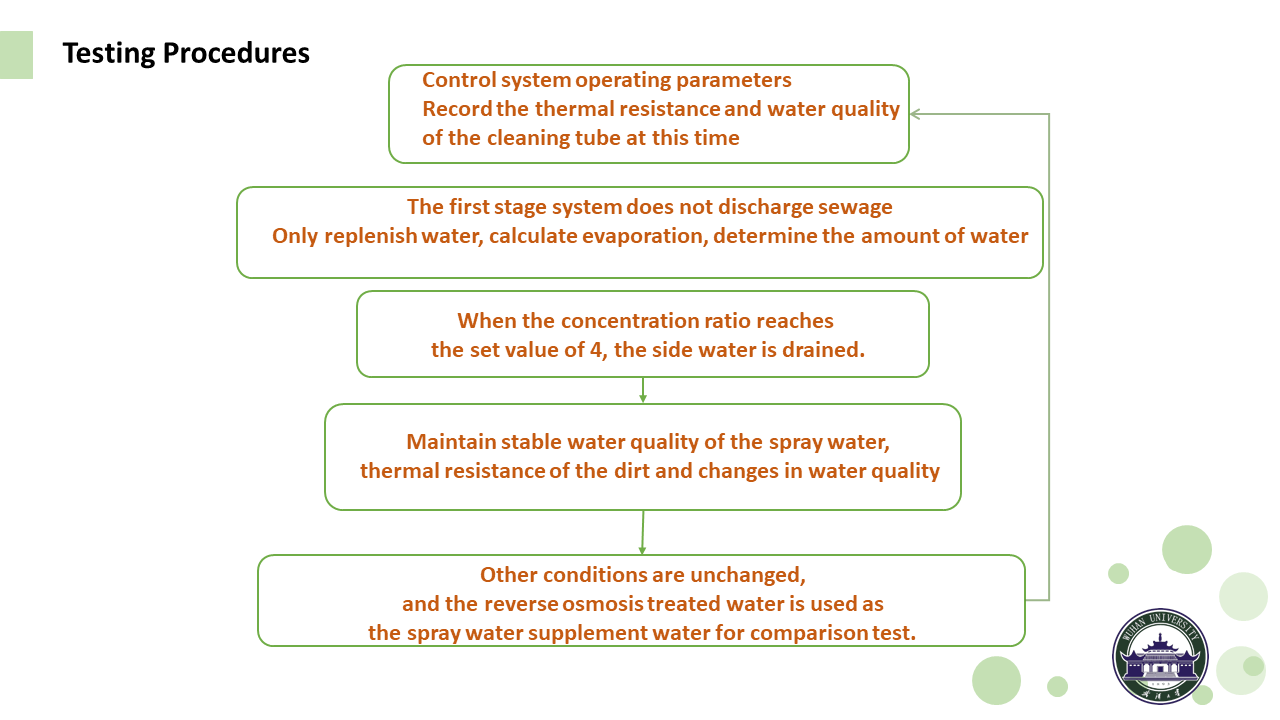 Testing Procedures
Control system operating parameters
Record the thermal resistance and water quality
of the cleaning tube at this time
The first stage system does not discharge sewage
Only replenish water, calculate evaporation, determine the amount of water
When the concentration ratio reaches
the set value of 4, the side water is drained.
Maintain stable water quality of the spray water,
thermal resistance of the dirt and changes in water quality
Other conditions are unchanged,
and the reverse osmosis treated water is used as
the spray water supplement water for comparison test.
WUHAN UNIVERSITY